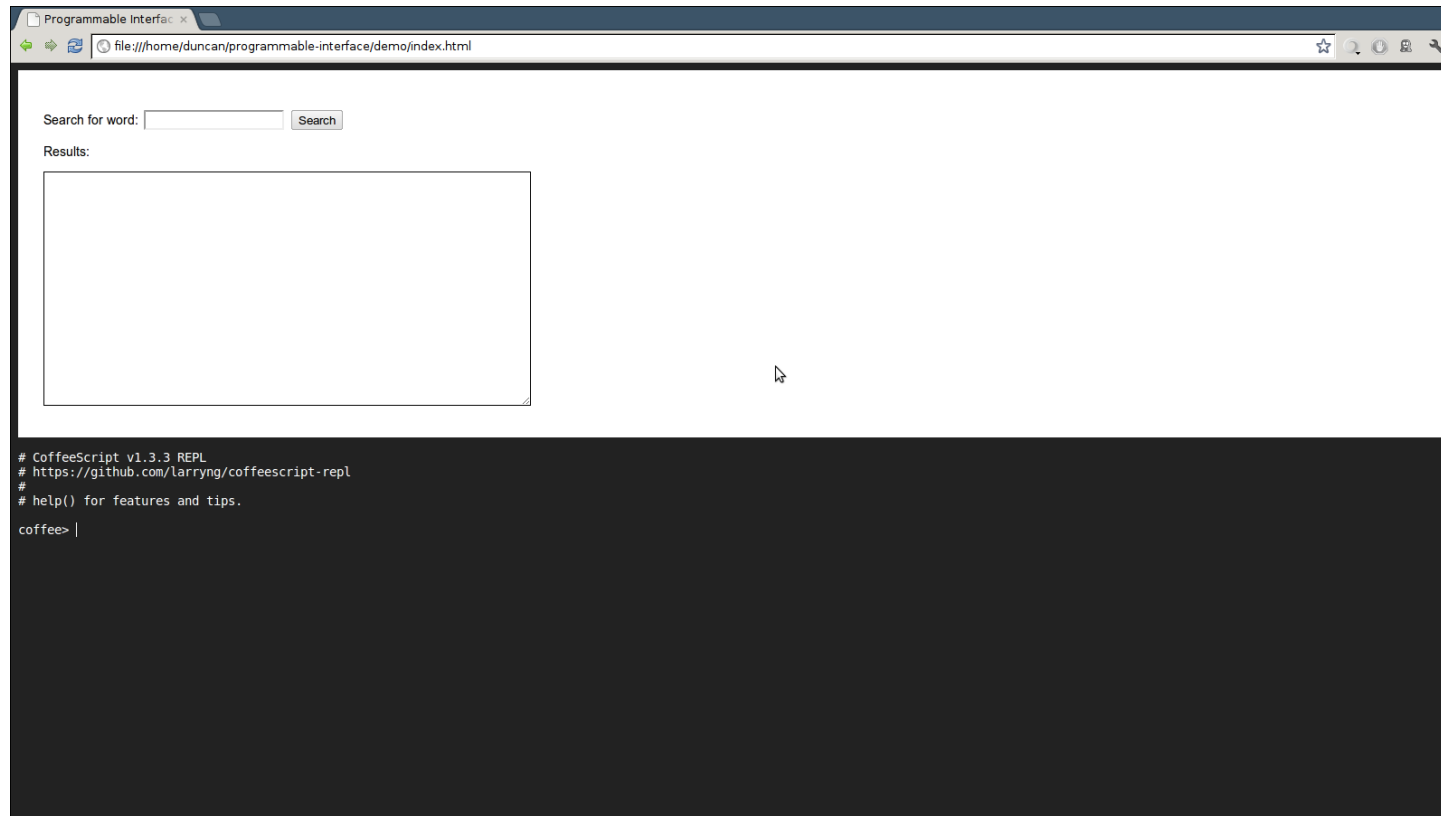 Programmable Interfac
file:///home/duncan/programmable-interface/demo/index.html
Search for word: Search
Results:
# CoffeeScript v1.3.3 REPL
# https://github.com/larryng/coffeescript-repl
#
# help() for features and tips.
coffee>